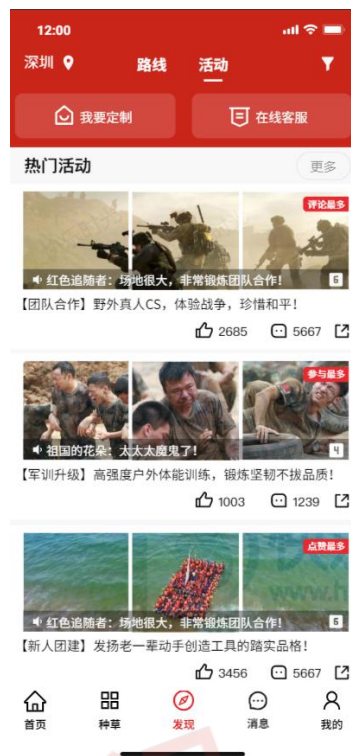 12:00
深圳 路线 活动
我要定制 在线客服
热门活动 更多
评论最多
红色追随者：场地很大，非常锻炼团队合作！ 6
【团队合作】野外真人CS，体验战争，珍惜和平！
2685 5667
参与最多
祖国的花朵：太太太魔鬼了！ 4
【军训升级】高强度户外体能训练，锻炼坚韧不拔品质！
1003 1239
点赞最多
红色追随者：场地很大，非常锻炼团队合作！ 6
【新人团建】发扬老一辈动手创造工具的踏实品格！
3456 5667
首页 种草 发现 消息 我的